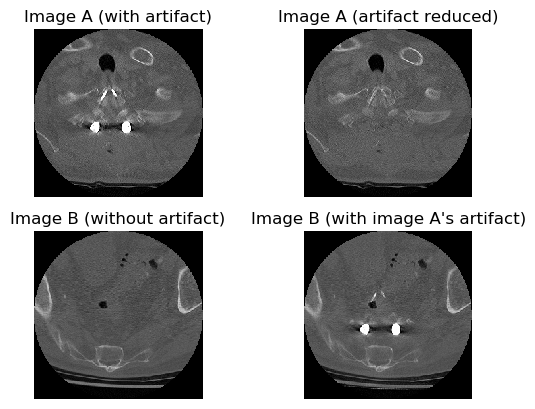 Image A (with artifact)
Image A (artifact reduced)
Image B (without artifact)
Image B (with image A's artifact)